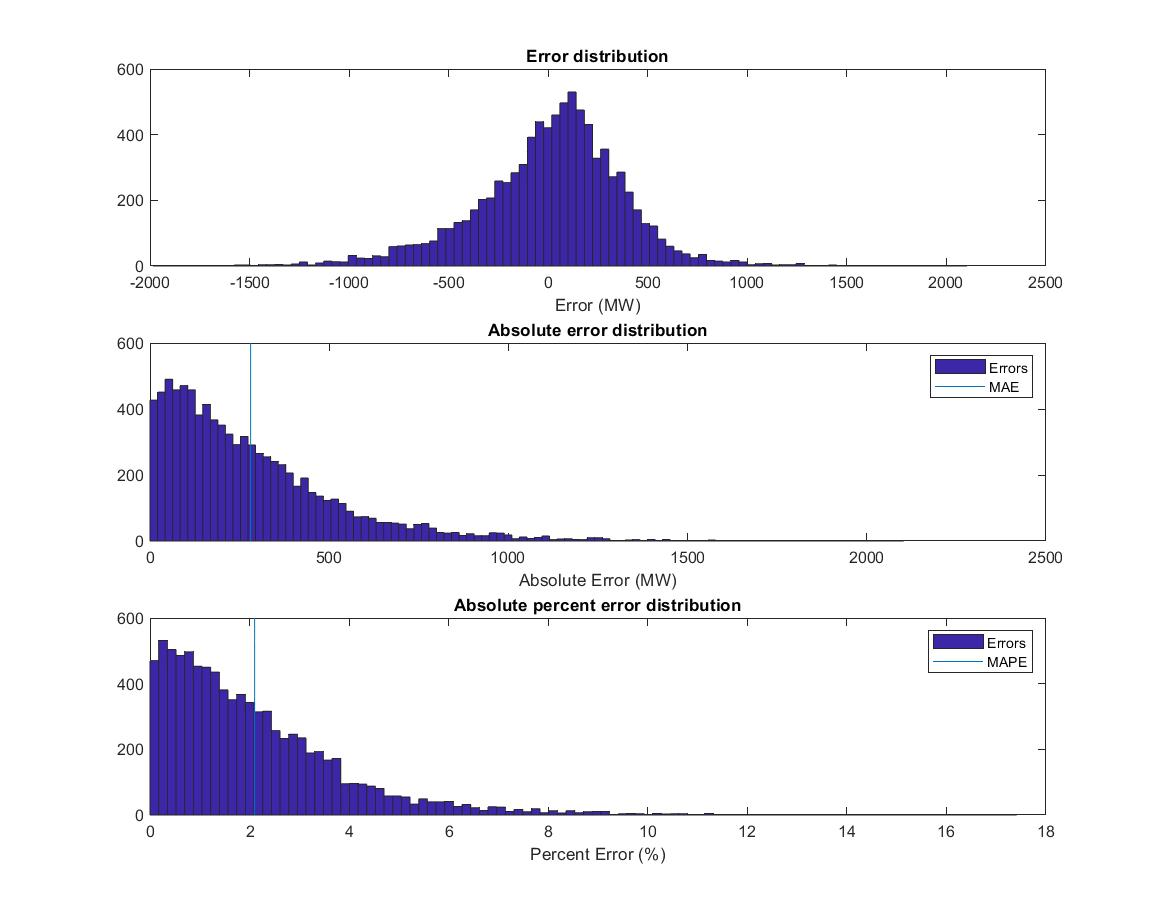 Error distribution
600
400
200
0
-2000 -1500 -1000 -500 0 500 1000 1500 2000 2500
Error (MW)
Absolute error distribution
600
400
200
0
Errors
MAE
0 500 1000 1500 2000 2500
Absolute Error (MW)
Absolute percent error distribution
600
400
200
0
Errors
MAPE
0 2 4 6 8 10 12 14 16 18
Percent Error (%)